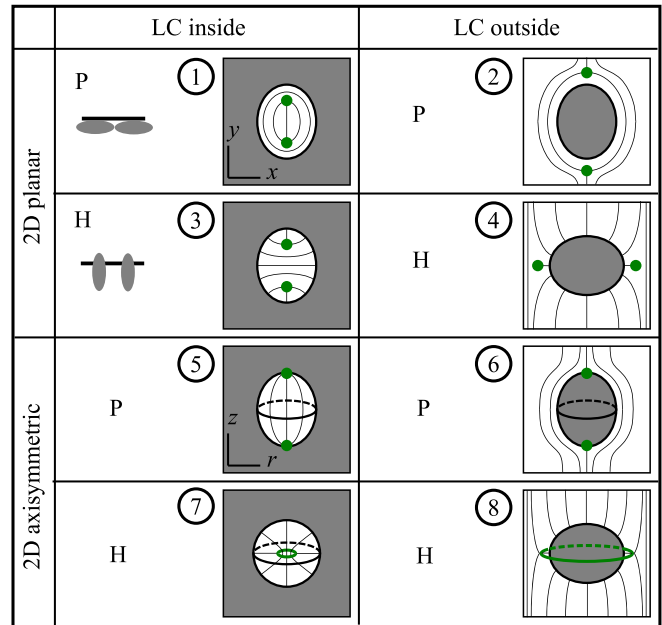 LC inside
LC outside
2D planar
P
1
y
x
P
2
H
3
H
4
2D axisymmetric
P
5
z
r
P
6
H
7
H
8